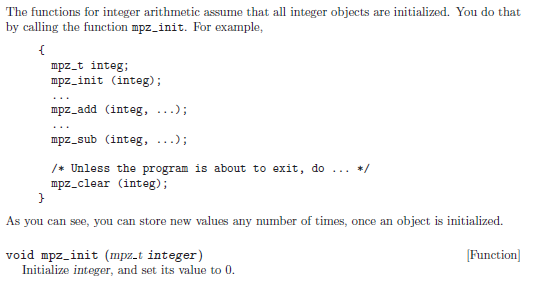 The functions for integer arithmetic assume that all integer objects are initialized. You do that
by calling the function mpz_init. For example,
{
mpz_t integ;
mpz_init (integ);
...
mpz_add (integ, ...);
...
mpz_sub (integ, ...);
/* Unless the program is about to exit, do ... */
mpz_clear (integ);
}
As you can see, you can store new values any number of times, once an object is initialized.
void mpz_init (mpz_t integer) [Function]
Initialize integer, and set its value to 0.